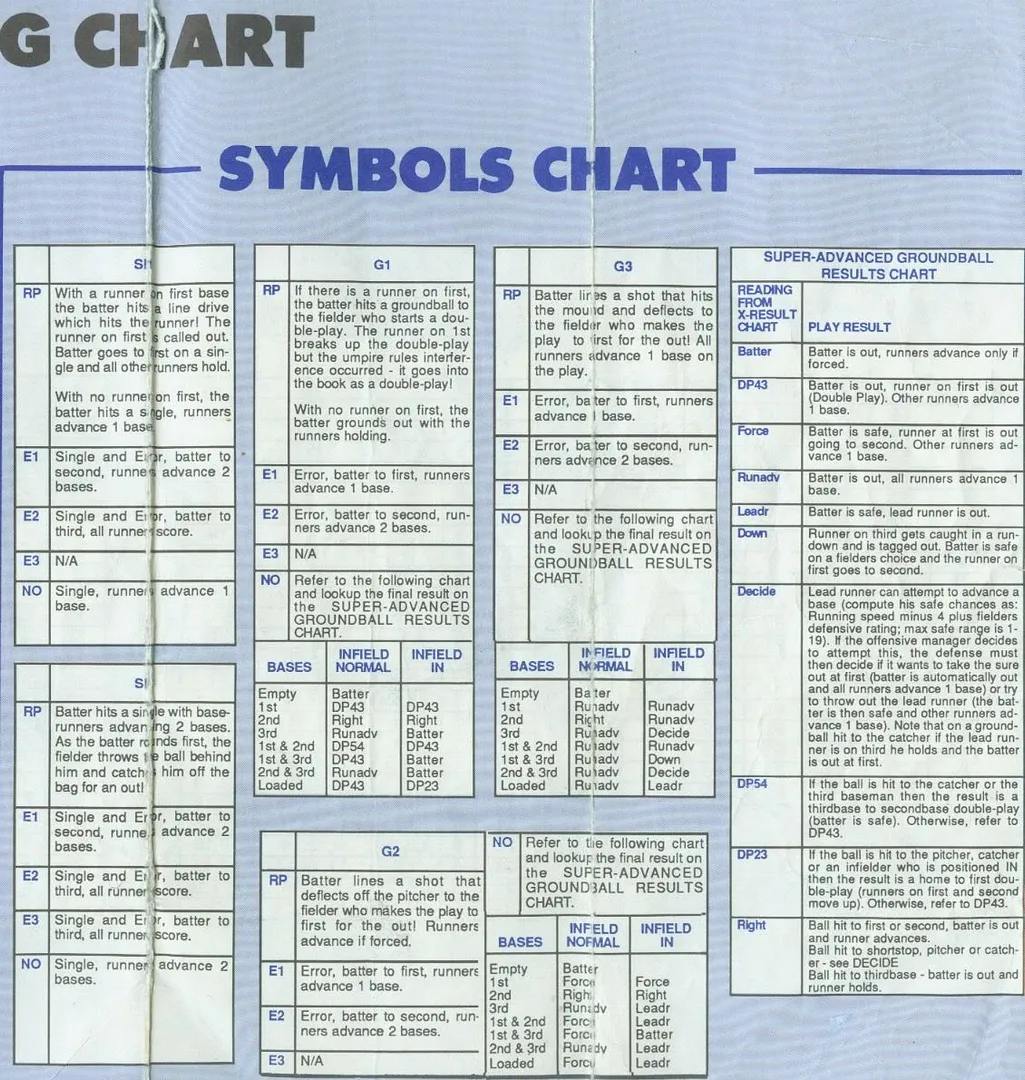 G CHART
SYMBOLS CHART
SI1
RP With a runner on first base
the batter hits a line drive
which hits the runner! The
runner on first is called out.
Batter goes to first on a sin-
gle and all other runners hold.
With no runner on first, the
batter hits a single, runners
advance 1 base
E1 Single and Error, batter to
second, runners advance 2
bases.
E2 Single and Error, batter to
third, all runners score.
E3 N/A
NO Single, runners advance 1
base.
RP Batter hits a single with base-
runners advancing 2 bases.
As the batter rounds first, the
fielder throws the ball behind
him and catches him off the
bag for an out!
E1 Single and Error, batter to
second, runners advance 2
bases.
E2 Single and Error, batter to
third, all runners score.
E3 Single and Error, batter to
third, all runners score.
NO Single, runners advance 2
bases.
G1
RP If there is a runner on first,
the batter hits a groundball to
the fielder who starts a dou-
ble-play. The runner on 1st
breaks up the double-play
but the umpire rules interfer-
ence occurred - it goes into
the book as a double-play!
With no runner on first, the
batter grounds out with the
runners holding.
E1 Error, batter to first, runners
advance 1 base.
E2 Error, batter to second, run-
ners advance 2 bases.
E3 N/A
NO Refer to the following chart
and lookup the final result on
the SUPER-ADVANCED
GROUNDBALL RESULTS
CHART.
BASES INFIELD NORMAL INFIELD IN
Empty Batter
1st DP43 DP43
2nd Right Right
3rd Runadv Batter
1st & 2nd DP54 DP43
1st & 3rd DP43 Batter
2nd & 3rd Runadv Batter
Loaded DP43 DP23
G2
RP Batter lines a shot that
deflects off the pitcher to the
fielder who makes the play to
first for the out! Runners
advance if forced.
E1 Error, batter to first, runners
advance 1 base.
E2 Error, batter to second, run-
ners advance 2 bases.
E3 N/A
NO Refer to the following chart
and lookup the final result on
the SUPER-ADVANCED
GROUNDBALL RESULTS
CHART.
BASES INFIELD NORMAL INFIELD IN
Empty Batter
1st Force Force
2nd Right Right
3rd Runadv Leadr
1st & 2nd Force Leadr
1st & 3rd Force Batter
2nd & 3rd Runadv Leadr
Loaded Force Leadr
G3
RP Batter lines a shot that hits
the mound and deflects to
the fielder who makes the
play to first for the out! All
runners advance 1 base on
the play.
E1 Error, batter to first, runners
advance 1 base.
E2 Error, batter to second, run-
ners advance 2 bases.
E3 N/A
NO Refer to the following chart
and lookup the final result on
the SUPER-ADVANCED
GROUNDBALL RESULTS
CHART.
BASES INFIELD NORMAL INFIELD IN
Empty Batter
1st Runadv Runadv
2nd Right Runadv
3rd Runadv Decide
1st & 2nd Runadv Runadv
1st & 3rd Runadv Down
2nd & 3rd Runadv Decide
Loaded Runadv Leadr
SUPER-ADVANCED GROUNDBALL
RESULTS CHART
READING
FROM
X-RESULT
CHART PLAY RESULT
Batter Batter is out, runners advance only if
forced.
DP43 Batter is out, runner on first is out
(Double Play). Other runners advance
1 base.
Force Batter is safe, runner at first is out
going to second. Other runners ad-
vance 1 base.
Runadv Batter is out, all runners advance 1
base.
Leadr Batter is safe, lead runner is out.
Down Runner on third gets caught in a run-
down and is tagged out. Batter is safe
on a fielders choice and the runner on
first goes to second.
Decide Lead runner can attempt to advance a
base (compute his safe chances as:
Running speed minus 4 plus fielders
defensive rating; max safe range is 1-
19). If the offensive manager decides
to attempt this, the defense must
then decide if it wants to take the sure
out at first (batter is automatically out
and all runners advance 1 base) or try
to throw out the lead runner (the bat-
ter is then safe and other runners ad-
vance 1 base). Note that on a ground-
ball hit to the catcher if the lead run-
ner is on third he holds and the batter
is out at first.
DP54 If the ball is hit to the catcher or the
third baseman then the result is a
thirdbase to secondbase double-play
(batter is safe). Otherwise, refer to
DP43.
DP23 If the ball is hit to the pitcher, catcher
or an infielder who is positioned IN
then the result is a home to first dou-
ble-play (runners on first and second
move up). Otherwise, refer to DP43.
Right Ball hit to first or second, batter is out
and runner advances.
Ball hit to shortstop, pitcher or catch-
er - see DECIDE
Ball hit to thirdbase - batter is out and
runner holds.